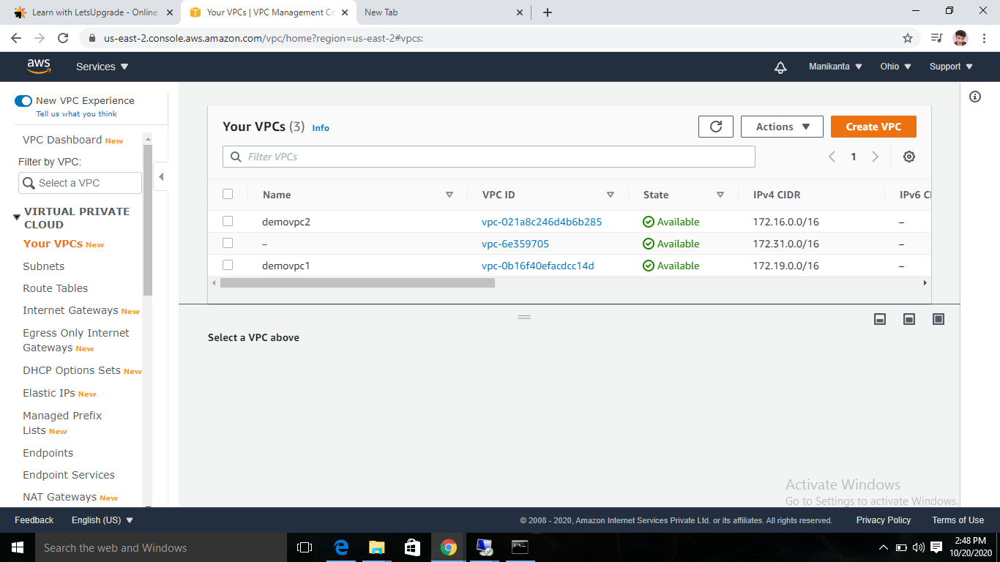 Learn with LetsUpgrade - Online
Your VPCs | VPC Management Co
New Tab
us-east-2.console.aws.amazon.com/vpc/home?region=us-east-2#vpcs:
aws
Services
Manikanta
Ohio
Support
New VPC Experience
Tell us what you think
VPC Dashboard New
Filter by VPC:
Select a VPC
VIRTUAL PRIVATE
CLOUD
Your VPCs New
Subnets
Route Tables
Internet Gateways New
Egress Only Internet
Gateways New
DHCP Options Sets New
Elastic IPs New
Managed Prefix
Lists New
Endpoints
Endpoint Services
NAT Gateways New
Your VPCs (3) Info
Actions
Create VPC
Filter VPCs
1
Name VPC ID State IPv4 CIDR IPv6 CI
demovpc2 vpc-021a8c246d4b6b285 Available 172.16.0.0/16 –
– vpc-6e359705 Available 172.31.0.0/16 –
demovpc1 vpc-0b16f40efacdcc14d Available 172.19.0.0/16 –
Select a VPC above
Activate Windows
Go to Settings to activate Windows.
Feedback
English (US)
© 2008 - 2020, Amazon Internet Services Private Ltd. or its affiliates. All rights reserved.
Privacy Policy
Terms of Use
Search the web and Windows
2:48 PM
10/20/2020